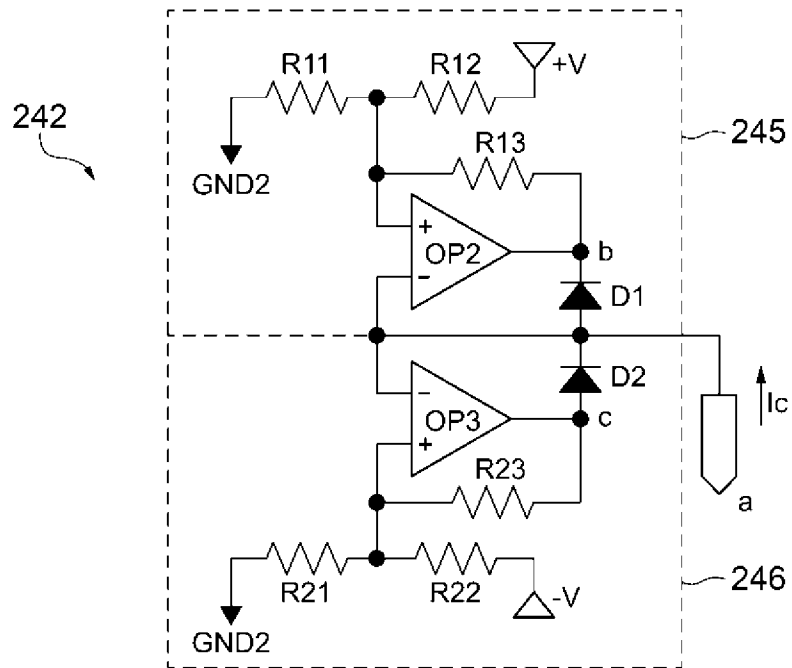 R11
R12
+V
242
245
GND2
R13
+
OP2
b
−
D1
D2
−
OP3
c
Ic
+
R23
a
R21
R22
-V
246
GND2